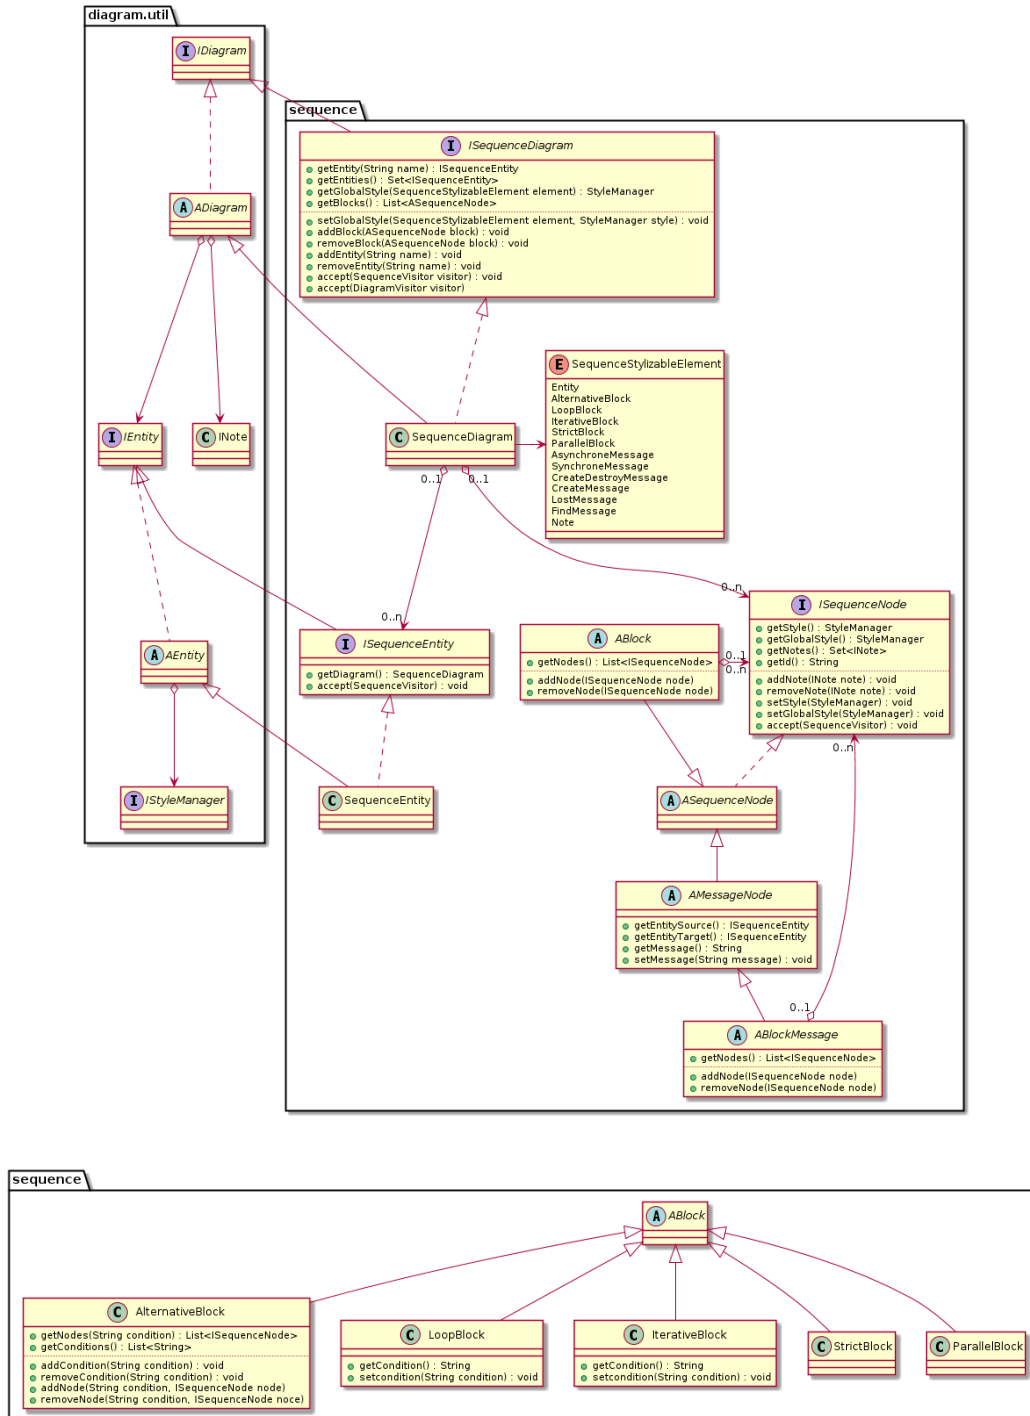 diagram.util
I IDiagram
sequence
I ISequenceDiagram
getEntity(String name) : ISequenceEntity
getEntities() : Set<ISequenceEntity>
getGlobalStyle(SequenceStylizableElement element) : StyleManager
getBlocks() : List<ASequenceNode>
setGlobalStyle(SequenceStylizableElement element, StyleManager style) : void
addBlock(ASequenceNode block) : void
removeBlock(ASequenceNode block) : void
addEntity(String name) : void
removeEntity(String name) : void
accept(SequenceVisitor visitor) : void
accept(DiagramVisitor visitor)
A ADiagram
E SequenceStylizableElement
Entity
AlternativeBlock
LoopBlock
IterativeBlock
StrictBlock
ParallelBlock
AsynchroneMessage
SynchroneMessage
CreateDestroyMessage
CreateMessage
LostMessage
FindMessage
Note
I IEntity
C INote
C SequenceDiagram
0..1
0..1
0..n
0..n
I ISequenceNode
getStyle() : StyleManager
getGlobalStyle() : StyleManager
getNotes() : Set<INote>
getId() : String
addNote(INote note) : void
removeNote(INote note) : void
setStyle(StyleManager) : void
setGlobalStyle(StyleManager) : void
accept(SequenceVisitor) : void
A ABlock
getNodes() : List<ISequenceNode>
addNode(ISequenceNode node)
removeNode(ISequenceNode node)
0..1
0..n
I ISequenceEntity
getDiagram() : SequenceDiagram
accept(SequenceVisitor) : void
A AEntity
0..n
I IStyleManager
C SequenceEntity
A ASequenceNode
A AMessageNode
getEntitySource() : ISequenceEntity
getEntityTarget() : ISequenceEntity
getMessage() : String
setMessage(String message) : void
0..1
A ABlockMessage
getNodes() : List<ISequenceNode>
addNode(ISequenceNode node)
removeNode(ISequenceNode node)
sequence
A ABlock
C AlternativeBlock
getNodes(String condition) : List<ISequenceNode>
getConditions() : List<String>
addCondition(String condition) : void
removeCondition(String condition) : void
addNode(String condition, ISequenceNode node)
removeNode(String condition, ISequenceNode noce)
C LoopBlock
getCondition() : String
setcondition(String condition) : void
C IterativeBlock
getCondition() : String
setcondition(String condition) : void
C StrictBlock
C ParallelBlock